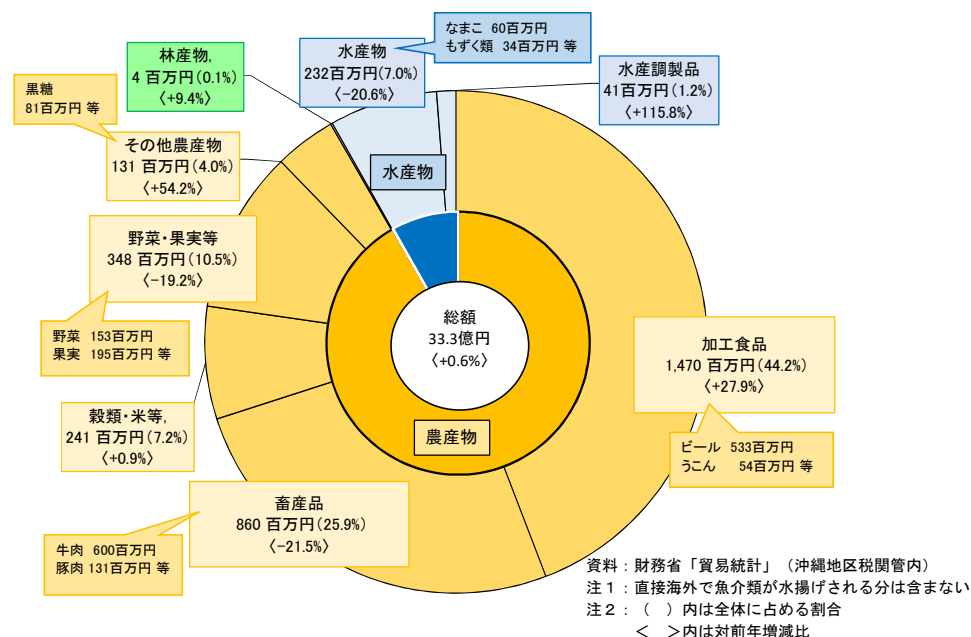 林産物,
4 百万円(0.1%)
〈+9.4%〉
水産物
232百万円(7.0%)
〈-20.6%〉
なまこ 60百万円
もずく類 34百万円 等
水産調製品
41百万円(1.2%)
〈+115.8%〉
黒糖
81百万円 等
その他農産物
131 百万円(4.0%)
〈+54.2%〉
水産物
野菜・果実等
348 百万円(10.5%)
〈-19.2%〉
野菜 153百万円
果実 195百万円 等
総額
33.3億円
〈+0.6%〉
加工食品
1,470 百万円(44.2%)
〈+27.9%〉
ビール 533百万円
うこん 54百万円 等
穀類・米等,
241 百万円(7.2%)
〈+0.9%〉
農産物
畜産品
860 百万円(25.9%)
〈-21.5%〉
牛肉 600百万円
豚肉 131百万円 等
資料：財務省「貿易統計」（沖縄地区税関管内）
注１：直接海外で魚介類が水揚げされる分は含まない
注２：（ ）内は全体に占める割合
＜ ＞内は対前年増減比